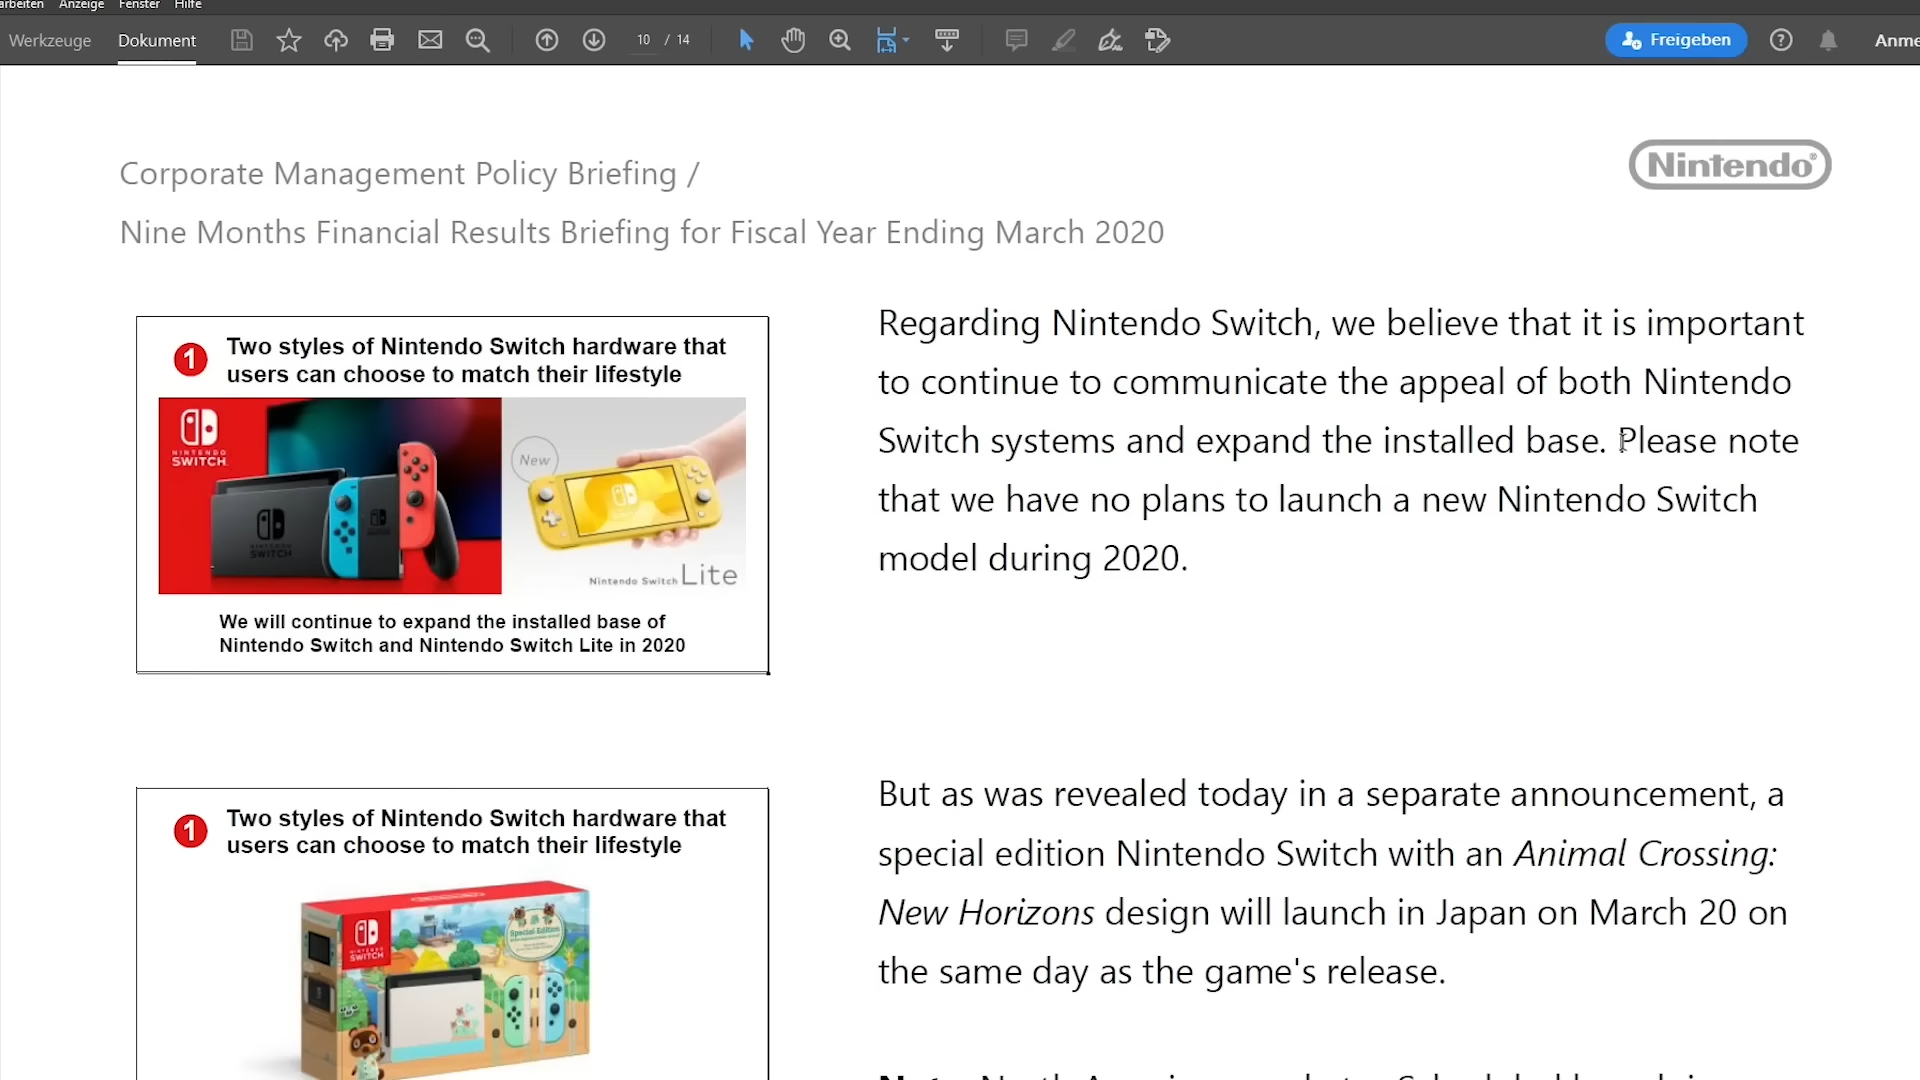 Anzeige Fenster Hilfe
Werkzeuge Dokument 10 / 14 Freigeben
Corporate Management Policy Briefing /
Nine Months Financial Results Briefing for Fiscal Year Ending March 2020
Nintendo®
1 Two styles of Nintendo Switch hardware that
users can choose to match their lifestyle
NINTENDO
SWITCH
NINTENDO
SWITCH
New
Nintendo Switch Lite
We will continue to expand the installed base of
Nintendo Switch and Nintendo Switch Lite in 2020
Regarding Nintendo Switch, we believe that it is important
to continue to communicate the appeal of both Nintendo
Switch systems and expand the installed base. Please note
that we have no plans to launch a new Nintendo Switch
model during 2020.
1 Two styles of Nintendo Switch hardware that
users can choose to match their lifestyle
NINTENDO
SWITCH
Special Edition
But as was revealed today in a separate announcement, a
special edition Nintendo Switch with an Animal Crossing:
New Horizons design will launch in Japan on March 20 on
the same day as the game's release.